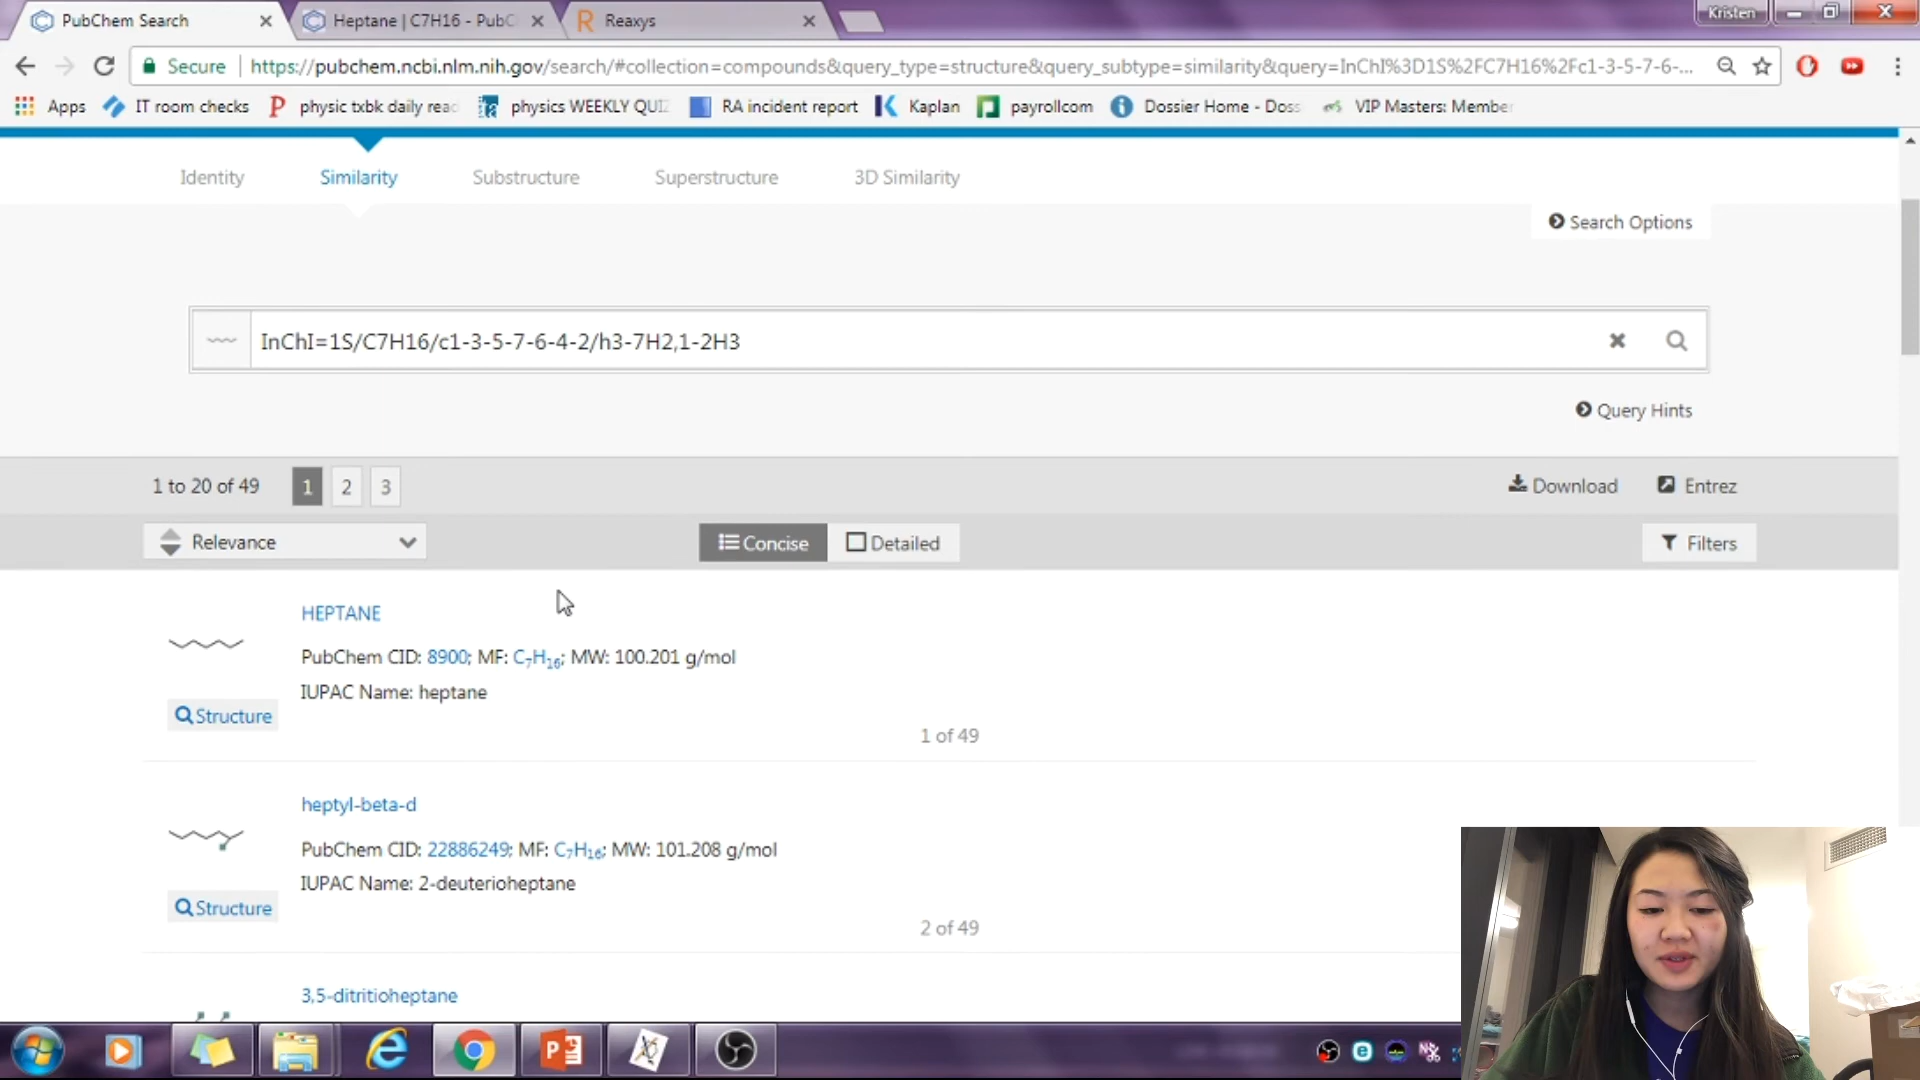 PubChem Search
Heptane | C7H16 - PubC
Reaxys
Kristen
Secure
https://pubchem.ncbi.nlm.nih.gov/search/#collection=compounds&query_type=structure&query_subtype=similarity&query=InChI%3D1S%2FC7H16%2Fc1-3-5-7-6-...
Apps
IT room checks
physic txbk daily read
physics WEEKLY QUIZ
RA incident report
Kaplan
payrollcom
Dossier Home - Doss
VIP Masters: Member
Identity
Similarity
Substructure
Superstructure
3D Similarity
Search Options
InChI=1S/C7H16/c1-3-5-7-6-4-2/h3-7H2,1-2H3
Query Hints
1 to 20 of 49
1
2
3
Download
Entrez
Relevance
Concise
Detailed
Filters
HEPTANE
PubChem CID: 8900; MF: C7H16; MW: 100.201 g/mol
IUPAC Name: heptane
Structure
1 of 49
heptyl-beta-d
PubChem CID: 22886249; MF: C7H16; MW: 101.208 g/mol
IUPAC Name: 2-deuterioheptane
Structure
2 of 49
3,5-ditritioheptane